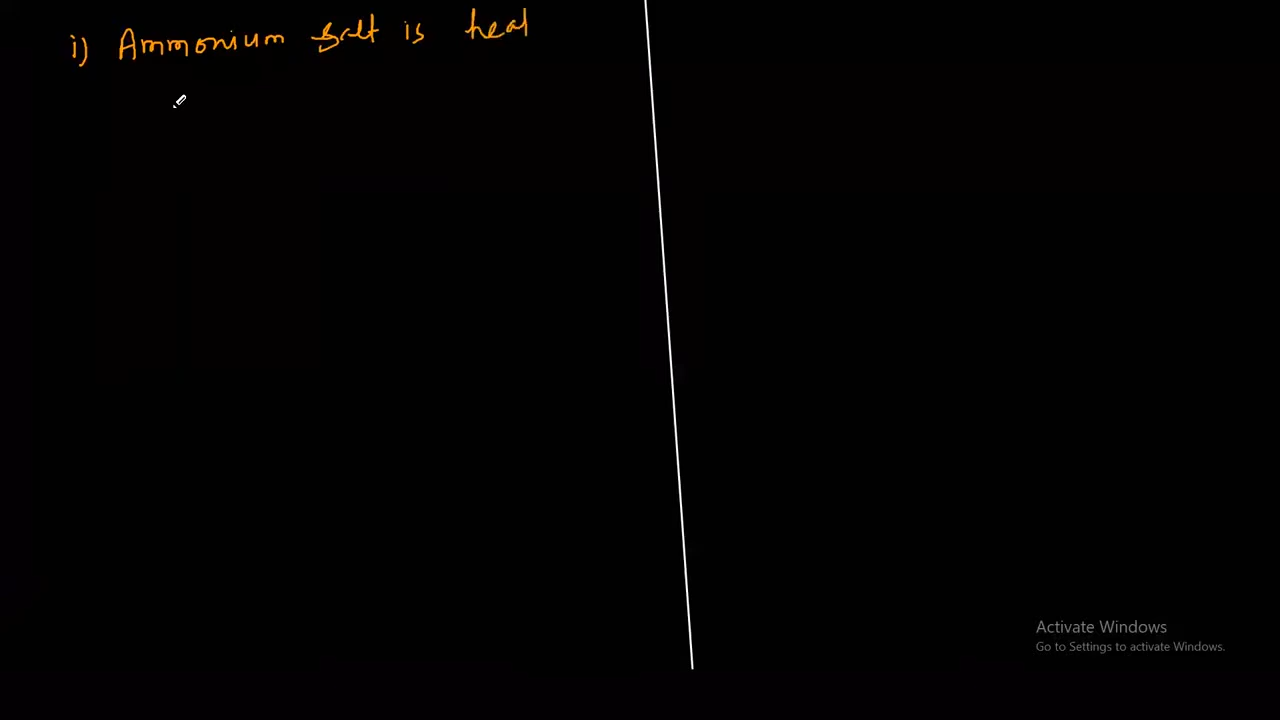 i) Ammonium salt is heat
Activate Windows
Go to Settings to activate Windows.